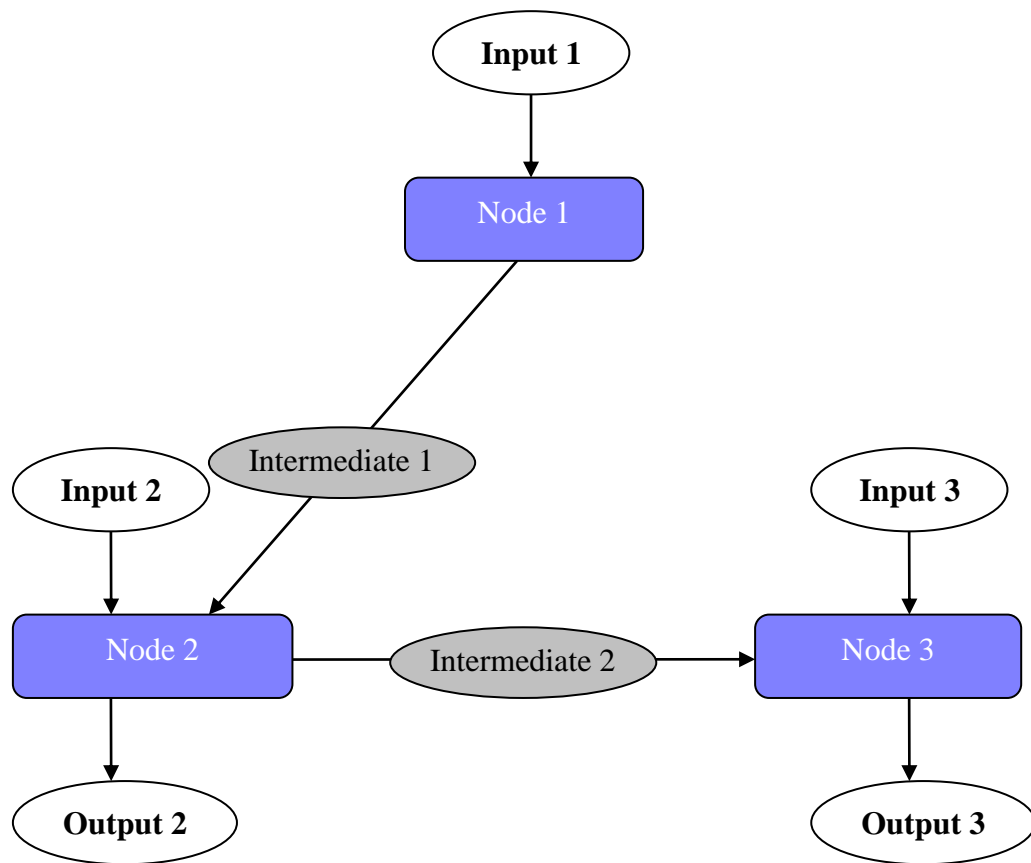 Input 1
Node 1
Intermediate 1
Input 2
Input 3
Node 2
Intermediate 2
Node 3
Output 2
Output 3